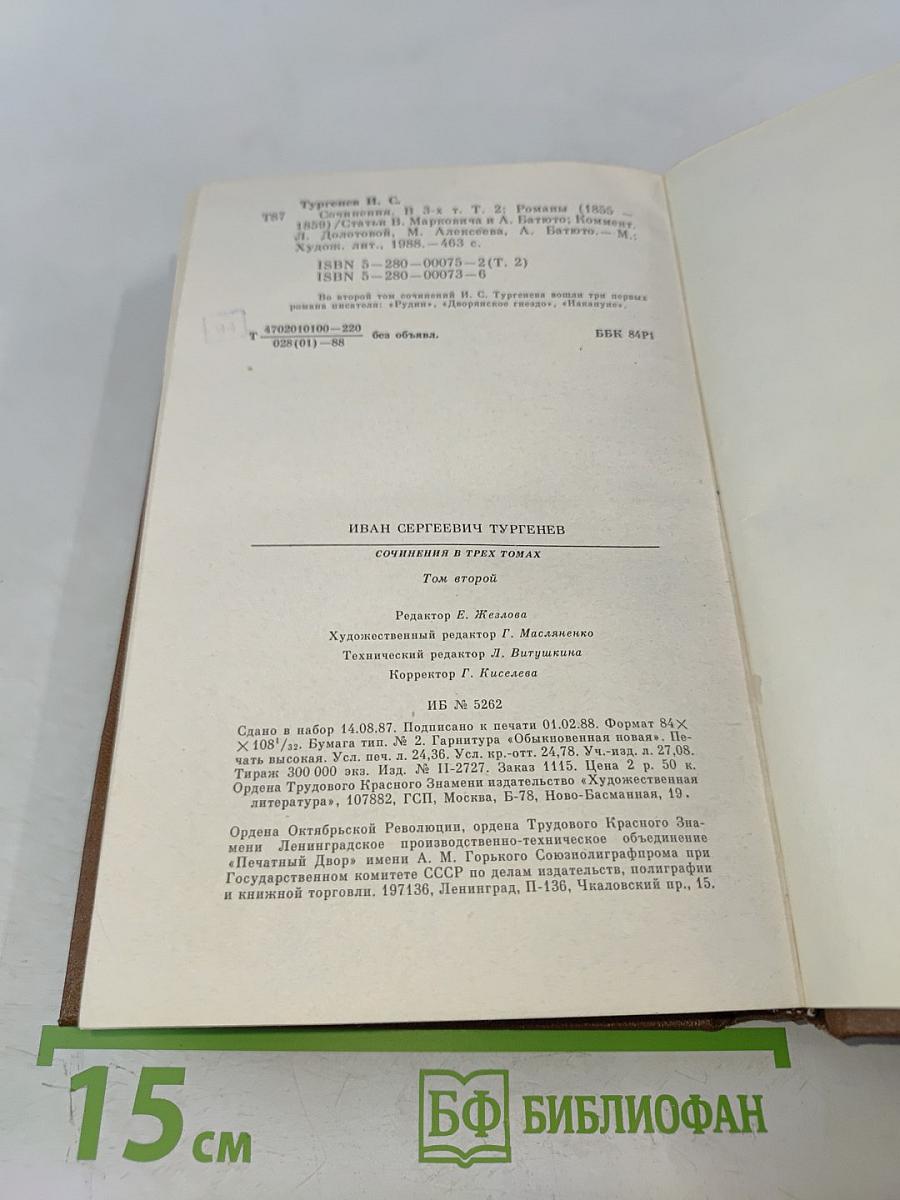 Тургенев И. С.
Т87 Сочинения. В 3-х т. Т. 2; Романы (1855 —
1859)/Статьи В. Марковича и А. Батюто; Коммент.
Л. Долотовой, М. Алексеева, А. Батюто.— М.:
Худож. лит., 1988.— 463 с.
ISBN 5—280—00075—2 (Т. 2)
ISBN 5—280—00073—6
Во второй том сочинений И. С. Тургенева вошли три первых
романа писателя: «Рудин», «Дворянское гнездо», «Накануне».
Т 4702010100—220 без объявл. ББК 84Р1
028(01)—88
ИВАН СЕРГЕЕВИЧ ТУРГЕНЕВ
СОЧИНЕНИЯ В ТРЕХ ТОМАХ
Том второй
Редактор Е. Жезлова
Художественный редактор Г. Масляненко
Технический редактор Л. Витушкина
Корректор Г. Киселева
ИБ № 5262
Сдано в набор 14.08.87. Подписано к печати 01.02.88. Формат 84×
×108¹/₃₂. Бумага тип. № 2. Гарнитура «Обыкновенная новая». Пе-
чать высокая. Усл. печ. л. 24,36. Усл. кр.-отт. 24,78. Уч.-изд. л. 27,08.
Тираж 300 000 экз. Изд. № II-2727. Заказ 1115. Цена 2 р. 50 к.
Ордена Трудового Красного Знамени издательство «Художественная
литература», 107882, ГСП, Москва, Б-78, Ново-Басманная, 19.
Ордена Октябрьской Революции, ордена Трудового Красного Зна-
мени Ленинградское производственно-техническое объединение
«Печатный Двор» имени А. М. Горького Союзполиграфпрома при
Государственном комитете СССР по делам издательств, полиграфии
и книжной торговли. 197136, Ленинград, П-136, Чкаловский пр., 15.
15 см
БФ БИБЛИОФАН